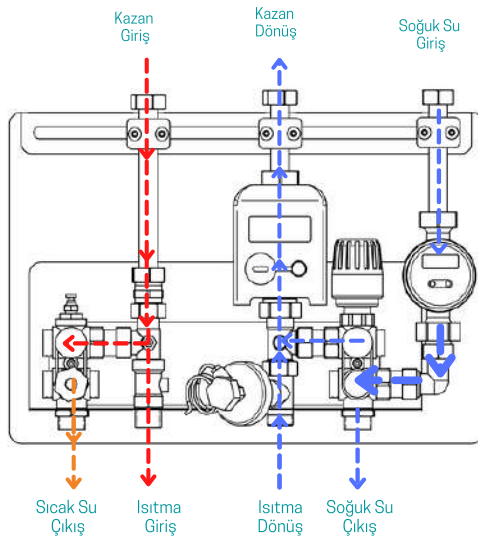 Kazan
Giriş
Kazan
Dönüş
Soğuk Su
Giriş
Sıcak Su
Çıkış
Isıtma
Giriş
Isıtma
Dönüş
Soğuk Su
Çıkış